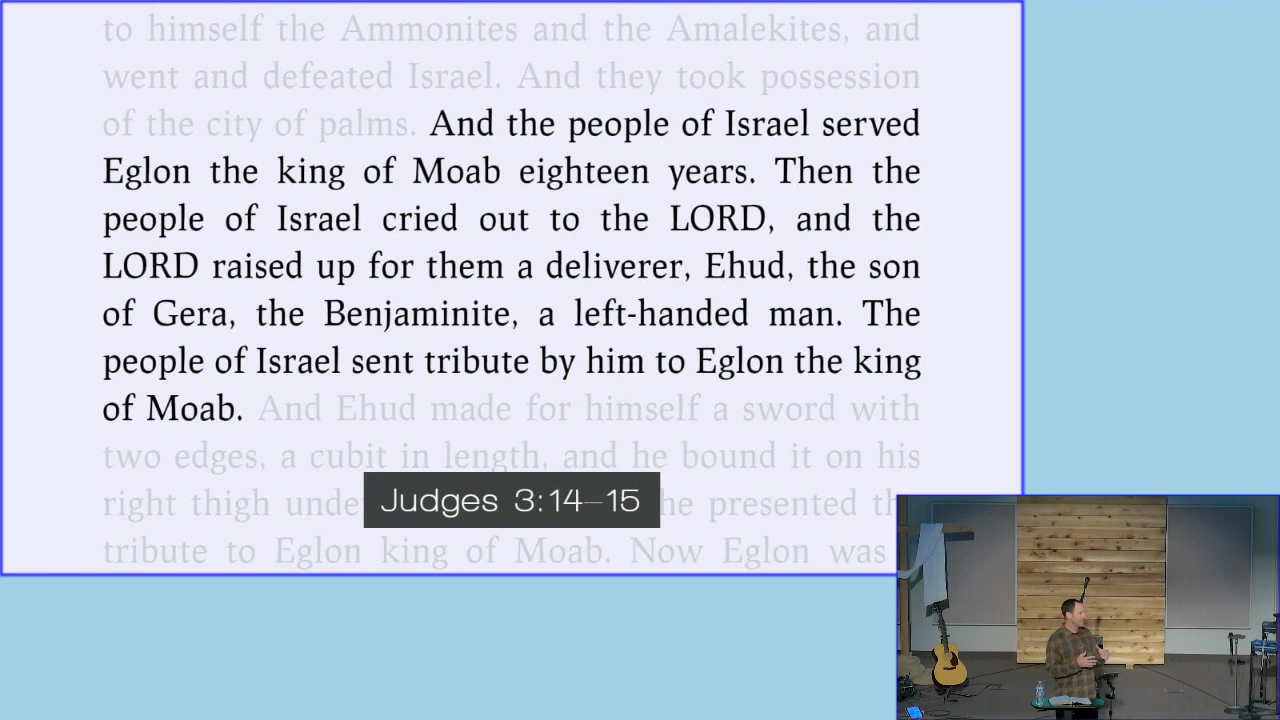 to himself the Ammonites and the Amalekites, and
went and defeated Israel. And they took possession
of the city of palms. And the people of Israel served
Eglon the king of Moab eighteen years. Then the
people of Israel cried out to the LORD, and the
LORD raised up for them a deliverer, Ehud, the son
of Gera, the Benjaminite, a left-handed man. The
people of Israel sent tribute by him to Eglon the king
of Moab. And Ehud made for himself a sword with
two edges, a cubit in length, and he bound it on his
right thigh he presented
Judges 3:14–15
tribute to Eglon king of Moab. Now Eglon was